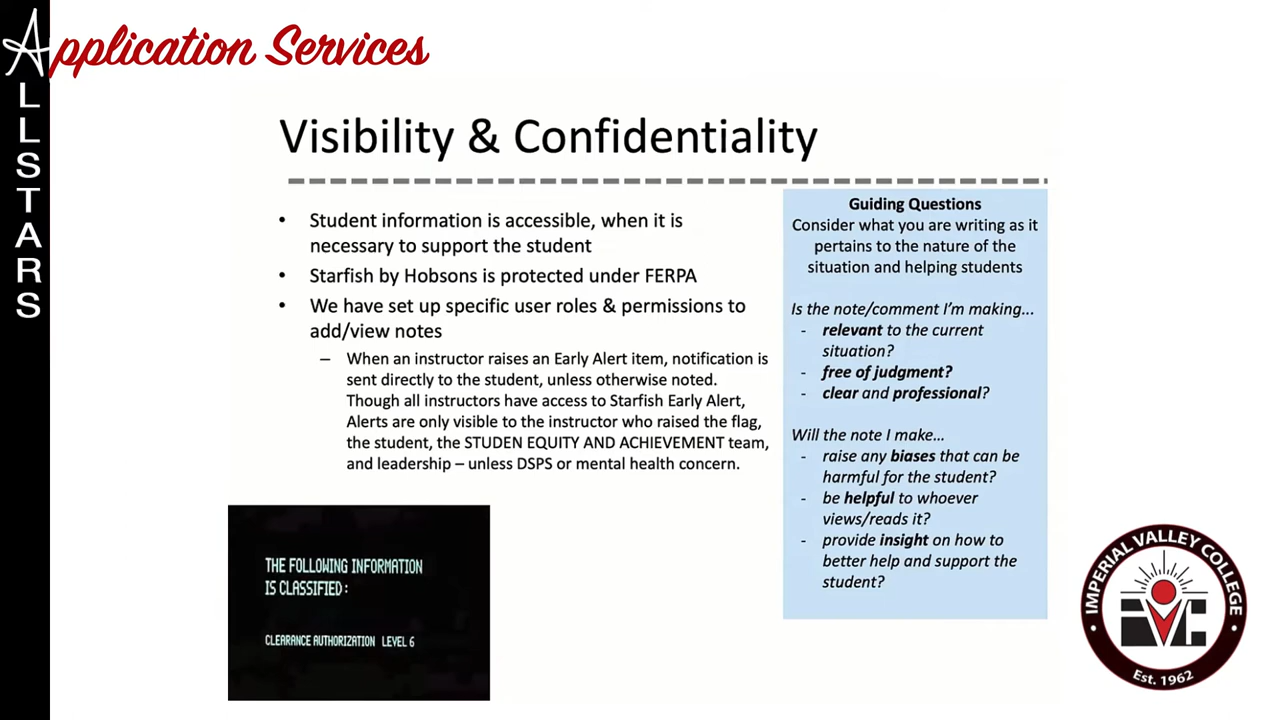 Application Services
ALLSTARS
Visibility & Confidentiality
• Student information is accessible, when it is
necessary to support the student
• Starfish by Hobsons is protected under FERPA
• We have set up specific user roles & permissions to
add/view notes
– When an instructor raises an Early Alert item, notification is
sent directly to the student, unless otherwise noted.
Though all instructors have access to Starfish Early Alert,
Alerts are only visible to the instructor who raised the flag,
the student, the STUDEN EQUITY AND ACHIEVEMENT team,
and leadership – unless DSPS or mental health concern.
Guiding Questions
Consider what you are writing as it
pertains to the nature of the
situation and helping students
Is the note/comment I'm making...
- relevant to the current
situation?
- free of judgment?
- clear and professional?
Will the note I make...
- raise any biases that can be
harmful for the student?
- be helpful to whoever
views/reads it?
- provide insight on how to
better help and support the
student?
THE FOLLOWING INFORMATION
IS CLASSIFIED:
CLEARANCE AUTHORIZATION LEVEL 6
IMPERIAL VALLEY COLLEGE
IVC
Est. 1962